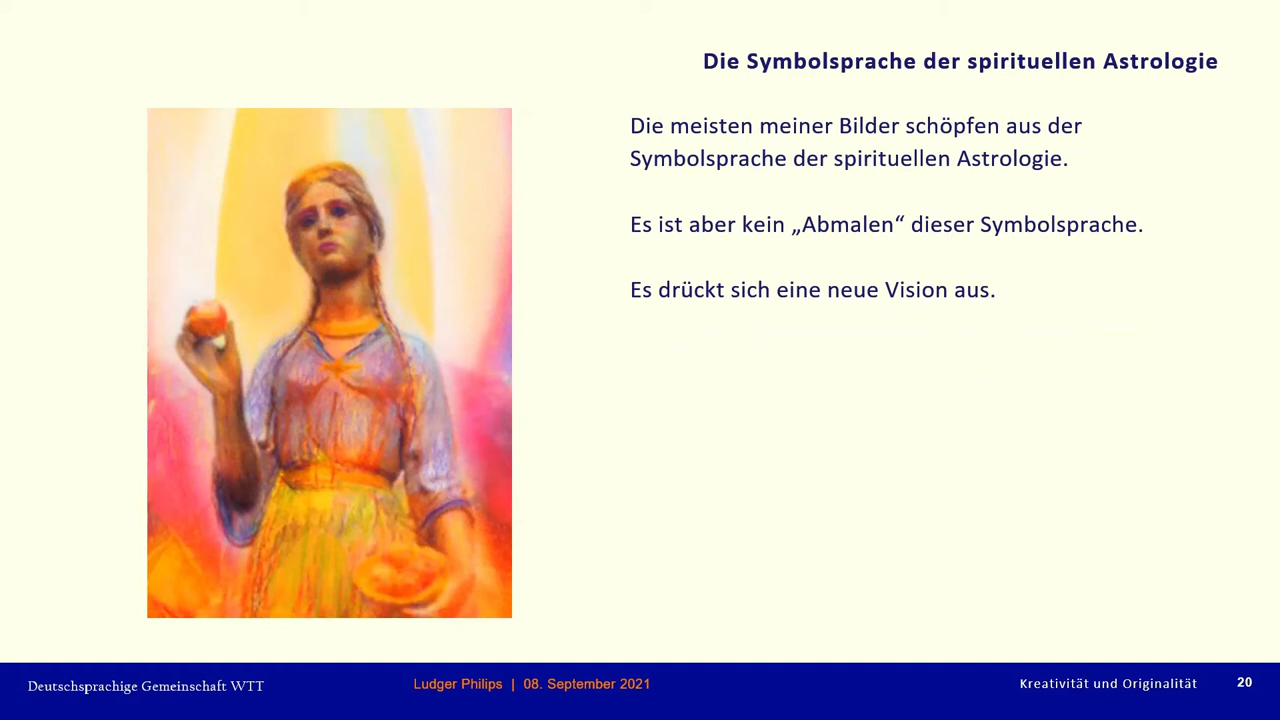 Die Symbolsprache der spirituellen Astrologie
Die meisten meiner Bilder schöpfen aus der
Symbolsprache der spirituellen Astrologie.
Es ist aber kein „Abmalen“ dieser Symbolsprache.
Es drückt sich eine neue Vision aus.
Deutschsprachige Gemeinschaft WTT
Ludger Philips | 08. September 2021
Kreativität und Originalität
20